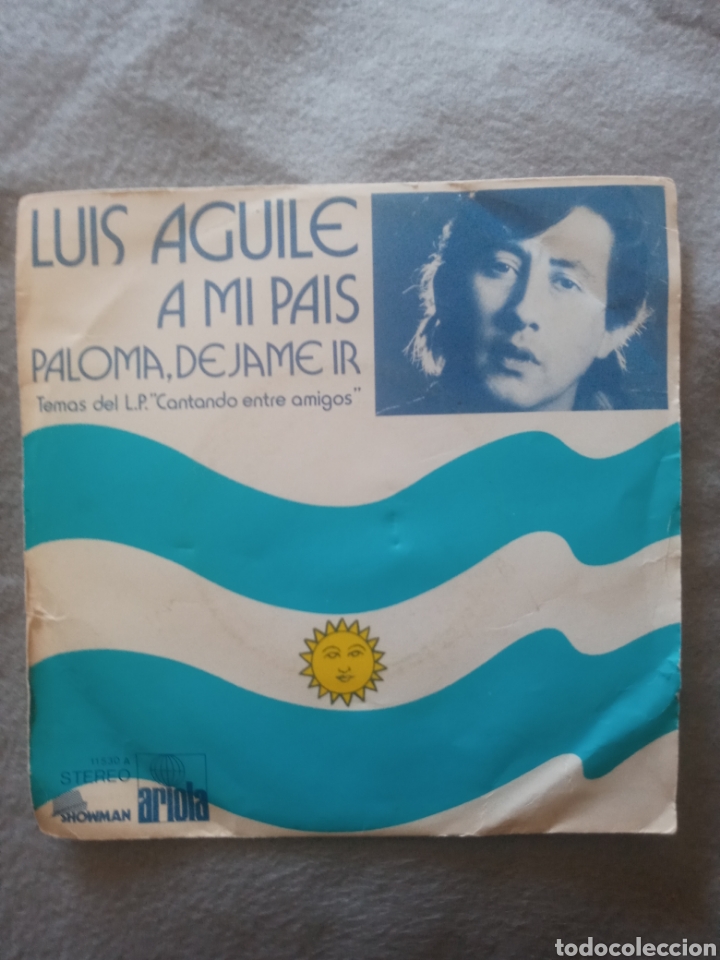 LUIS AGUILE
A MI PAIS
PALOMA, DEJAME IR
Temas del L.P. "Cantando entre amigos"
STEREO
SHOWMAN
ariola
todocoleccion